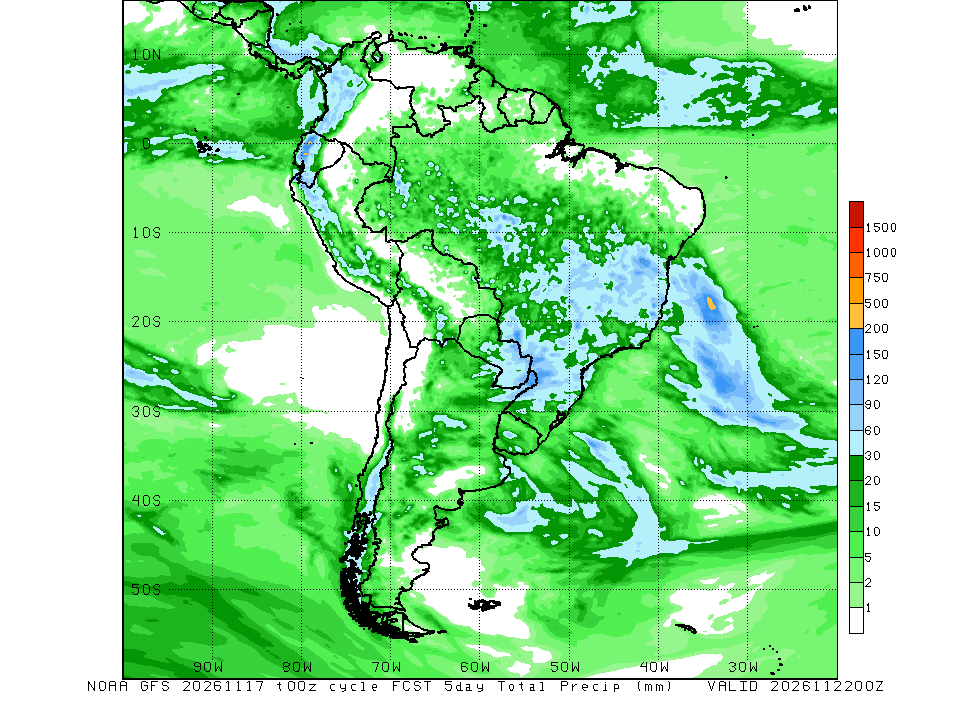 10N
0
10S
20S
30S
40S
50S
90W 80W 70W 60W 50W 40W 30W
1500
1000
750
500
200
150
120
90
60
30
20
15
10
5
2
1
NOAA GFS 20261117 t00z cycle FCST 5day Total Precip (mm) VALID 2026112200Z